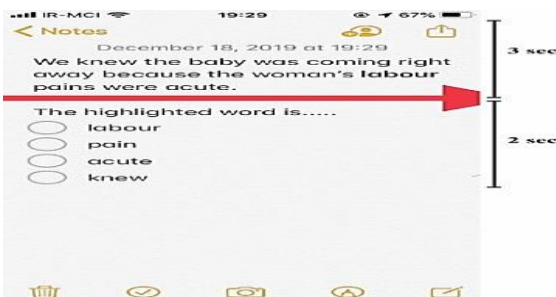 IR-MCI 19:29 67%
Notes
December 18, 2019 at 19:29
We knew the baby was coming right
away because the woman's labour
pains were acute.
3 sec
The highlighted word is.....
labour
pain
acute
knew
2 sec